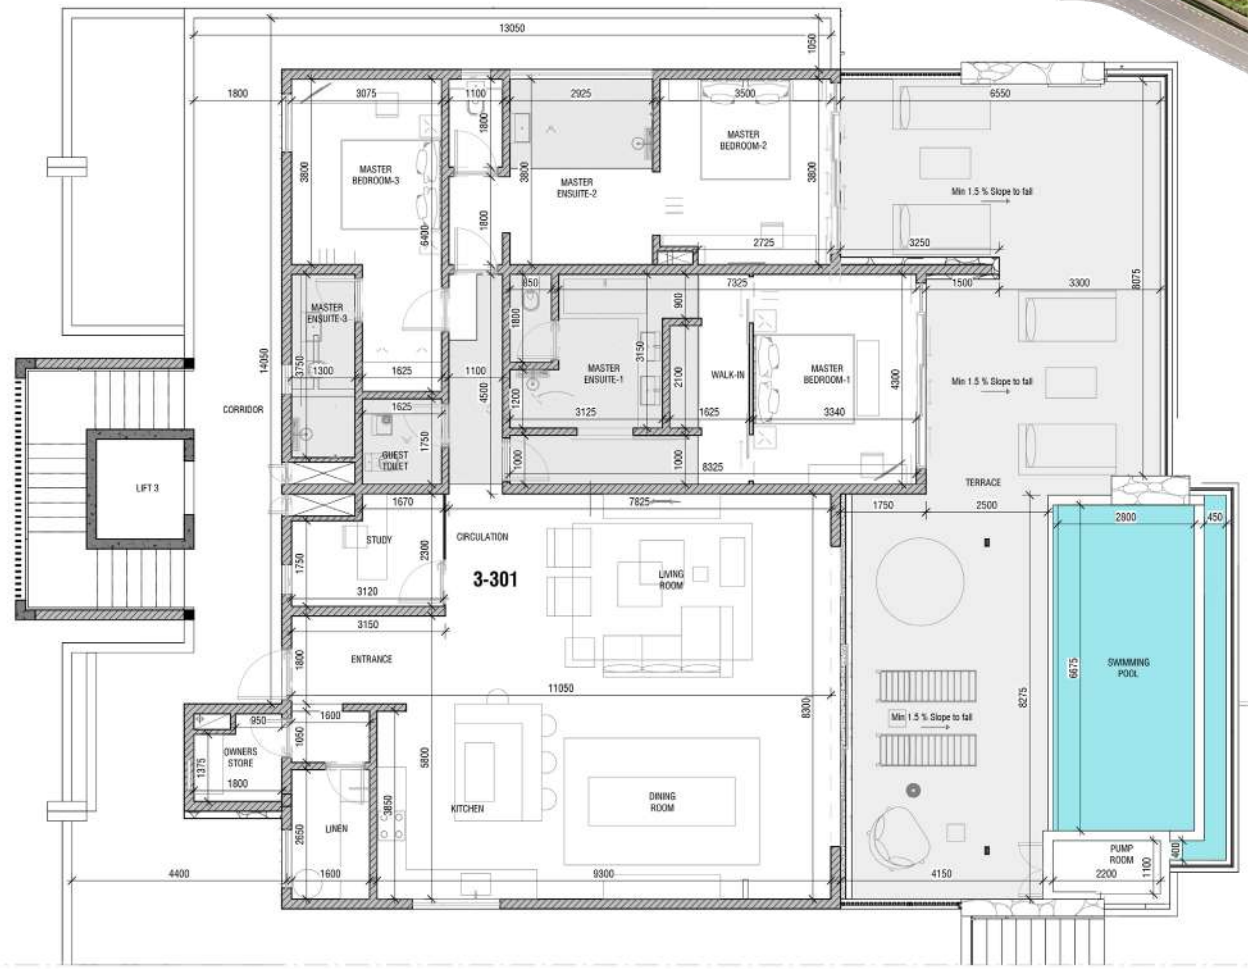 13050
1050
1800
3075
1100
2925
3500
6550
1800
3800
MASTER
BEDROOM-3
3800
MASTER
ENSUITE-2
MASTER
BEDROOM-2
3800
Min 1.5 % Slope to fall
6400
1800
2725
3250
8075
850
7325
1500
3300
14050
MASTER
ENSUITE-3
3750
1300
1625
1100
4500
1800
900
3150
MASTER
ENSUITE-1
2100
WALK-IN
MASTER
BEDROOM-1
4300
Min 1.5 % Slope to fall
CORRIDOR
1625
1750
1200
3125
1625
3340
GUEST
TOILET
1000
1000
8325
LIFT 3
TERRACE
1670
7825
1750
2500
2800
450
STUDY
2300
CIRCULATION
1750
3-301
LIVING
ROOM
3120
3150
1800
ENTRANCE
11050
8300
8275
6675
SWIMMING
POOL
950
1600
1050
Min 1.5 % Slope to fall
OWNERS
STORE
1375
1800
5800
3850
KITCHEN
DINING
ROOM
LINEN
2650
PUMP
ROOM
400
1100
4400
1600
9300
4150
2200